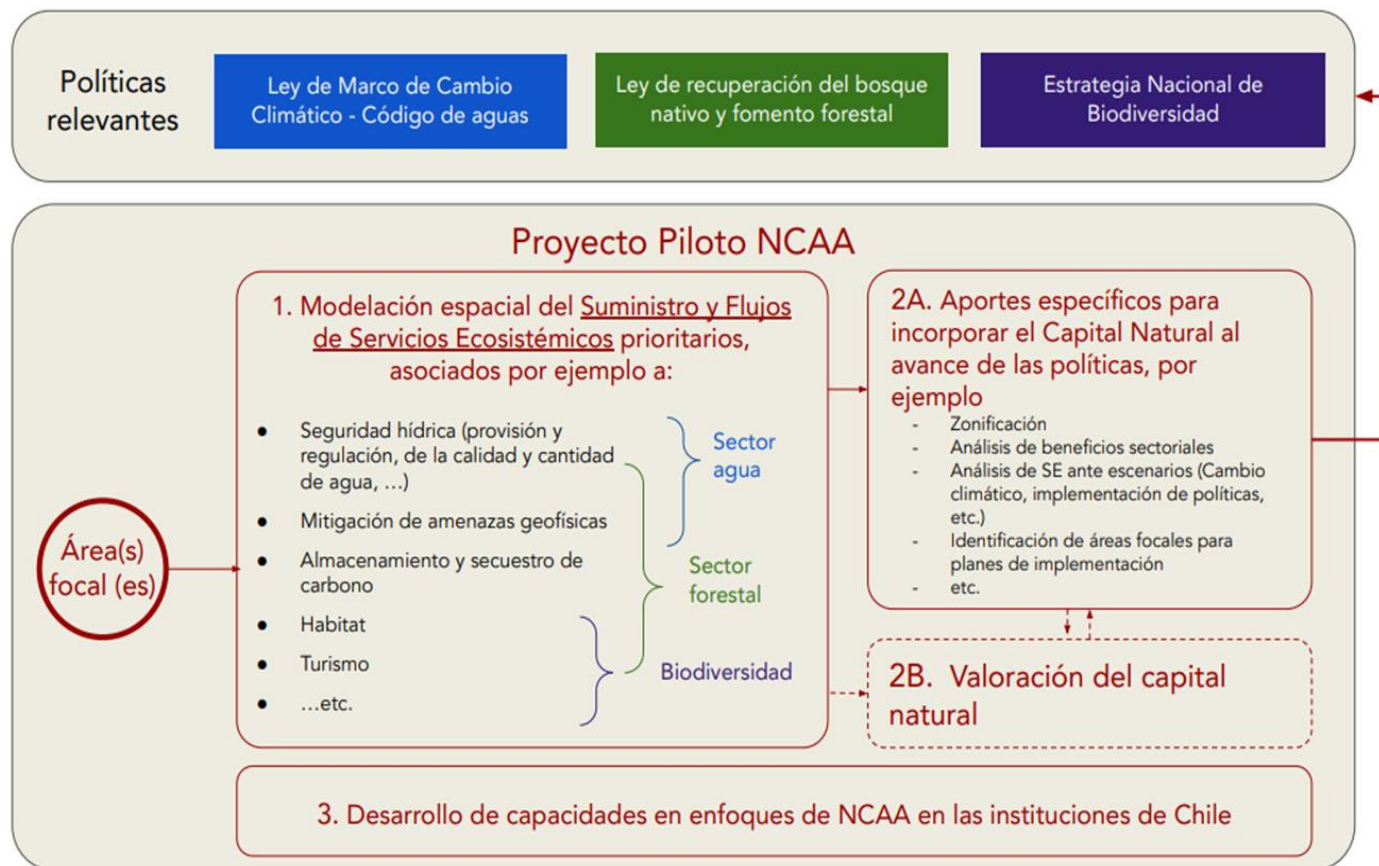 Políticas
relevantes
Ley de Marco de Cambio
Climático - Código de aguas
Ley de recuperación del bosque
nativo y fomento forestal
Estrategia Nacional de
Biodiversidad
Proyecto Piloto NCAA
Área(s)
focal (es)
1. Modelación espacial del Suministro y Flujos
de Servicios Ecosistémicos prioritarios,
asociados por ejemplo a:
● Seguridad hídrica (provisión y
regulación, de la calidad y cantidad
de agua, ...)
● Mitigación de amenazas geofísicas
● Almacenamiento y secuestro de
carbono
● Habitat
● Turismo
● ...etc.
Sector
agua
Sector
forestal
Biodiversidad
2A. Aportes específicos para
incorporar el Capital Natural al
avance de las políticas, por
ejemplo
- Zonificación
- Análisis de beneficios sectoriales
- Análisis de SE ante escenarios (Cambio
climático, implementación de políticas,
etc.)
- Identificación de áreas focales para
planes de implementación
- etc.
2B. Valoración del capital
natural
3. Desarrollo de capacidades en enfoques de NCAA en las instituciones de Chile